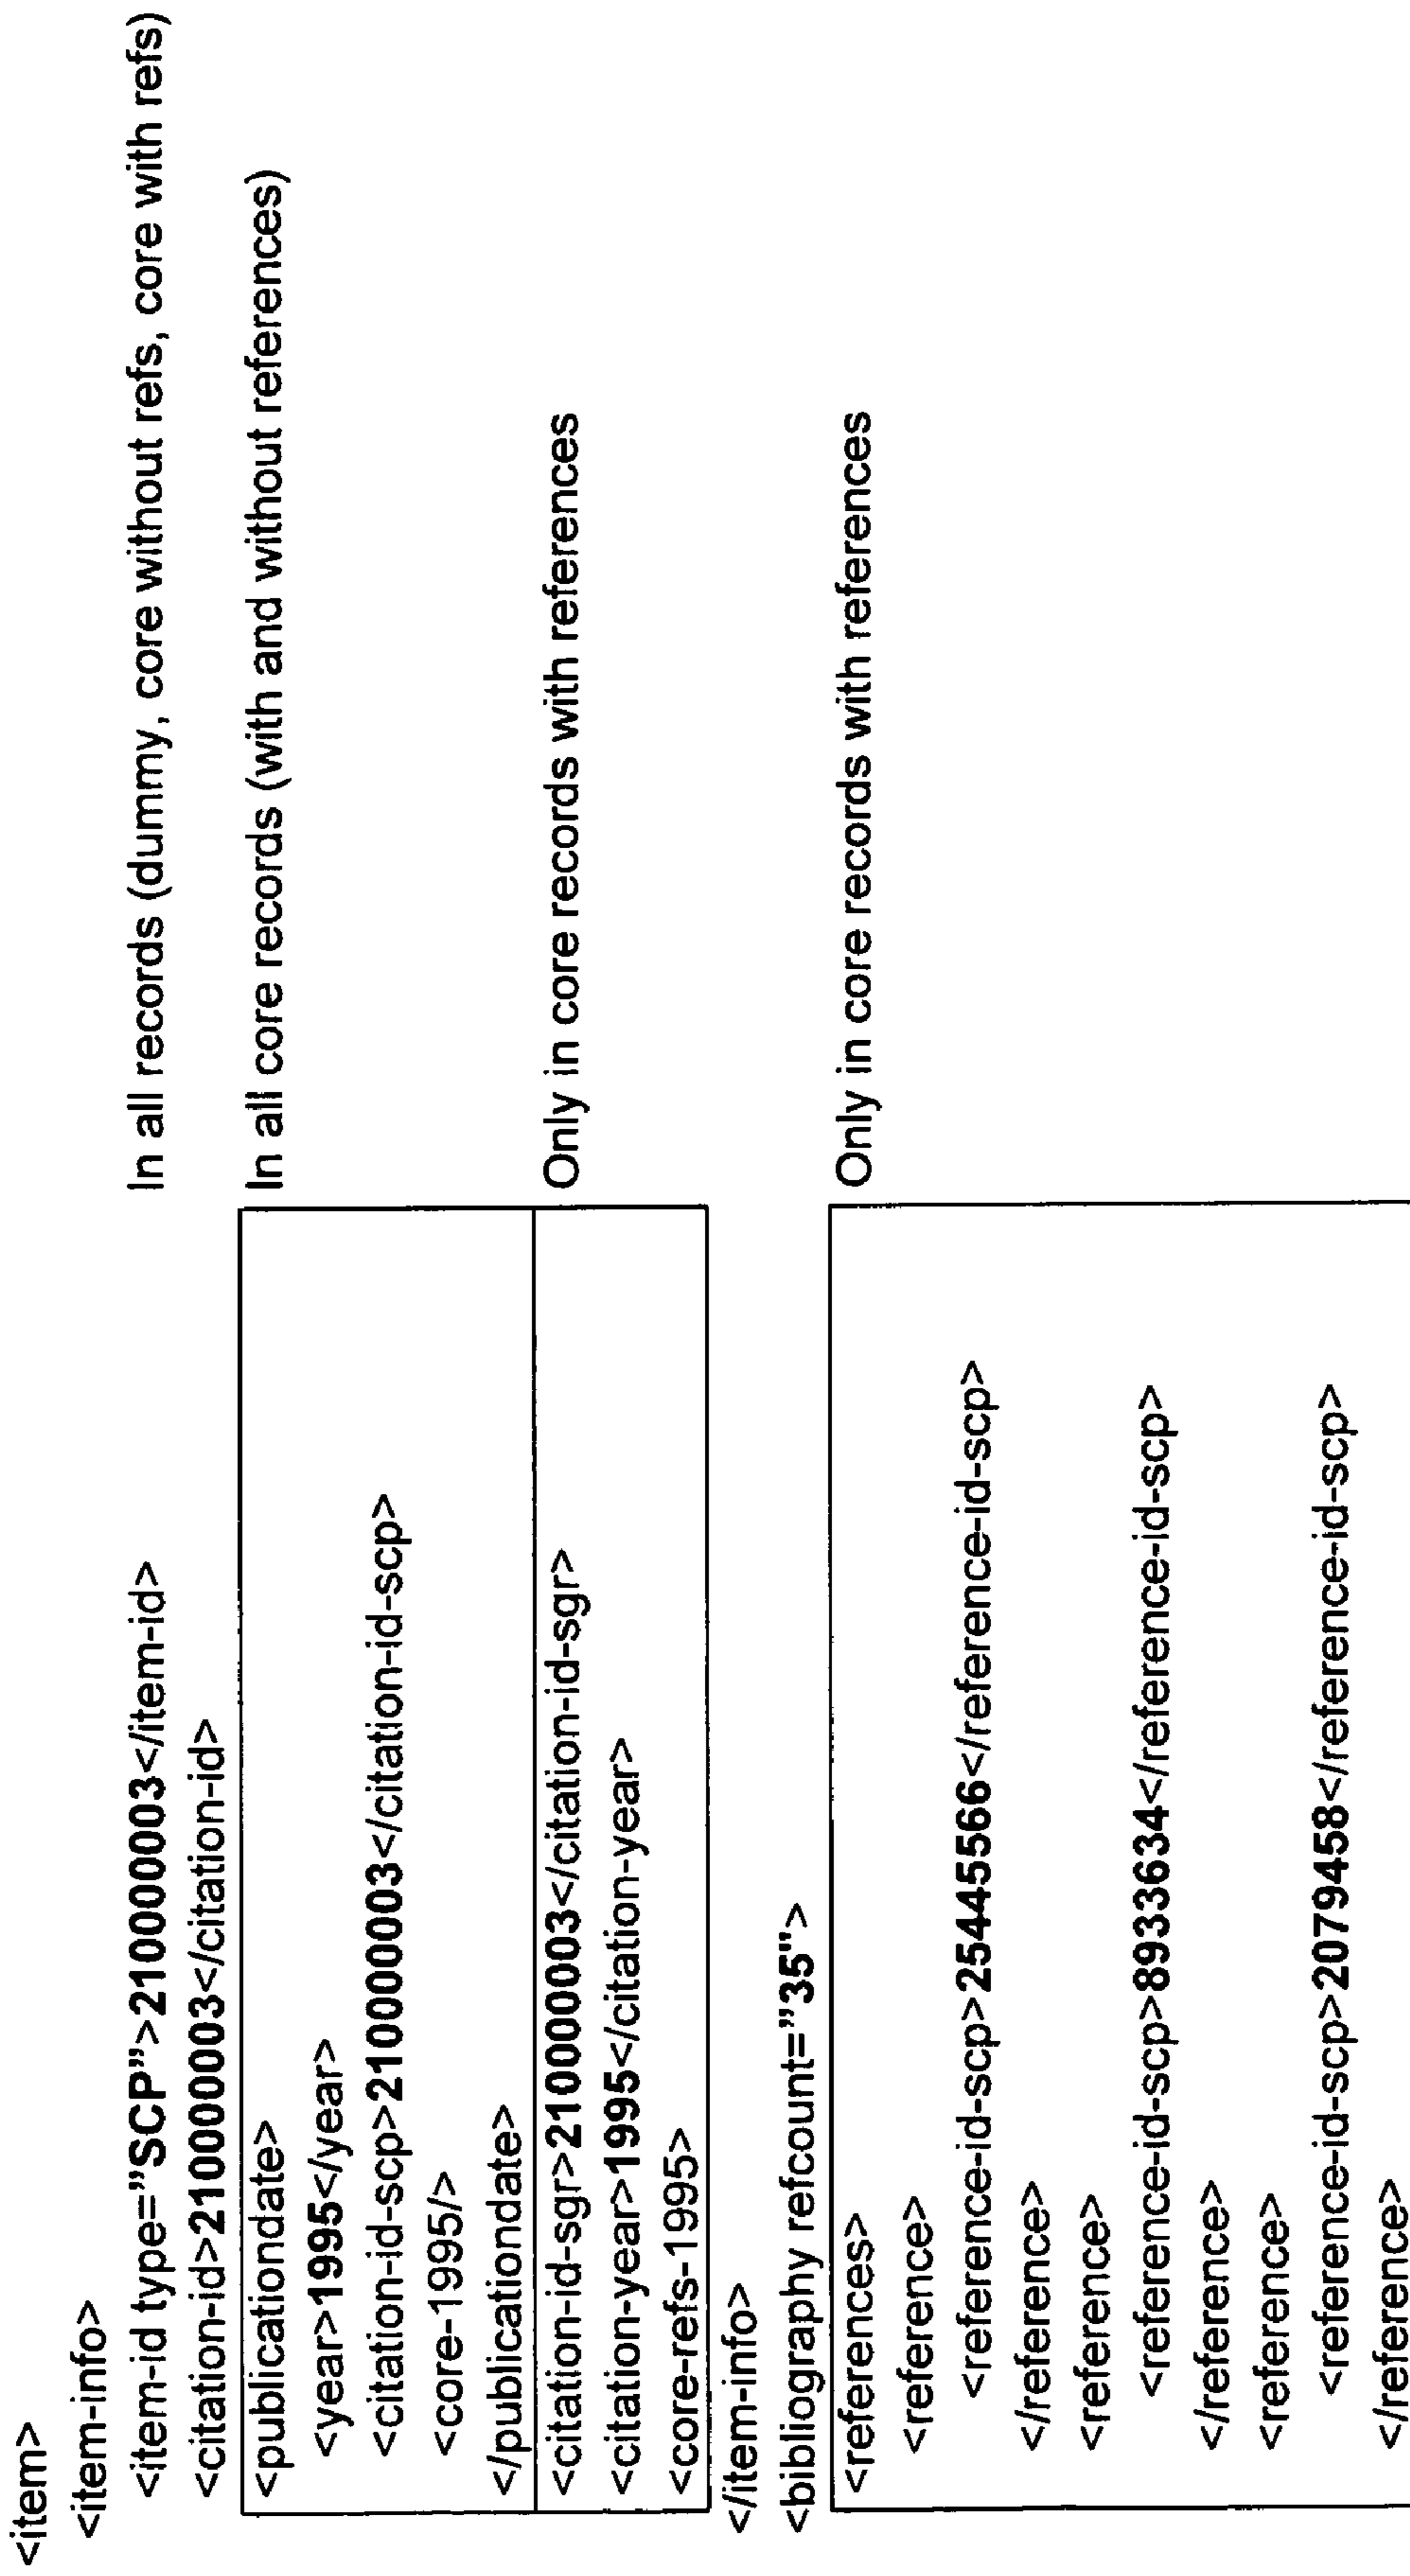 <item>
<item-info>
<item-id type=”SCP”>21000003</item-id> In all records (dummy, core without refs, core with refs)
<citation-id>21000003</citation-id>
<publicationdate> In all core records (with and without references)
<year>1995</year>
<citation-id-scp>21000003</citation-id-scp>
<core-1995/>
</publicationdate>
<citation-id-sgr>21000003</citation-id-sgr> Only in core records with references
<citation-year>1995</citation-year>
<core-refs-1995>
</item-info>
<bibliography refcount=”35">
<references> Only in core records with references
<reference>
<reference-id-scp>25445566</reference-id-scp>
</reference>
<reference>
<reference-id-scp>8933634</reference-id-scp>
</reference>
<reference>
<reference-id-scp>2079458</reference-id-scp>
</reference>